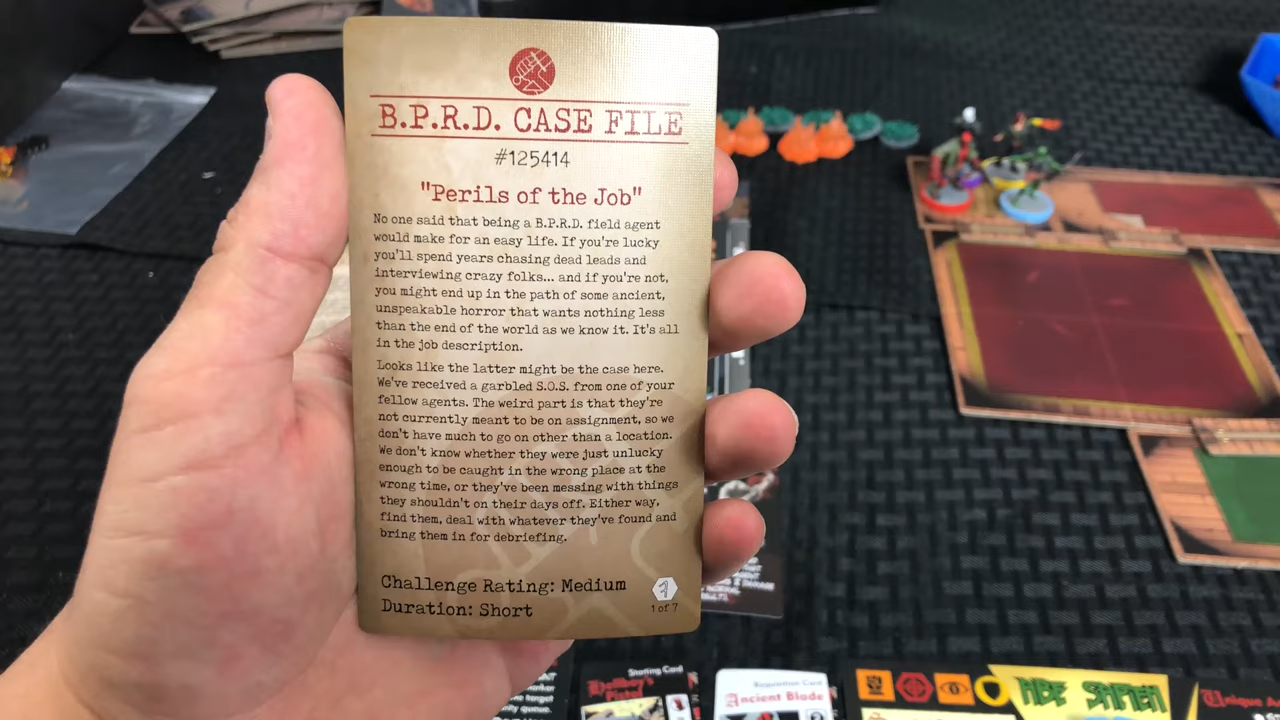 B.P.R.D. CASE FILE
#125414
"Perils of the Job"
No one said that being a B.P.R.D. field agent
would make for an easy life. If you're lucky
you'll spend years chasing dead leads and
interviewing crazy folks... and if you're not,
you might end up in the path of some ancient,
unspeakable horror that wants nothing less
than the end of the world as we know it. It's all
in the job description.
Looks like the latter might be the case here.
We've received a garbled S.O.S. from one of your
fellow agents. The weird part is that they're
not currently meant to be on assignment, so we
don't have much to go on other than a location.
We don't know whether they were just unlucky
enough to be caught in the wrong place at the
wrong time, or they've been messing with things
they shouldn't on their days off. Either way,
find them, deal with whatever they've found and
bring them in for debriefing.
Challenge Rating: Medium
Duration: Short
1 of 7
Starting Card
Hellboy's
Requisition Card
Ancient Blade
ABE SAPIEN
Unique